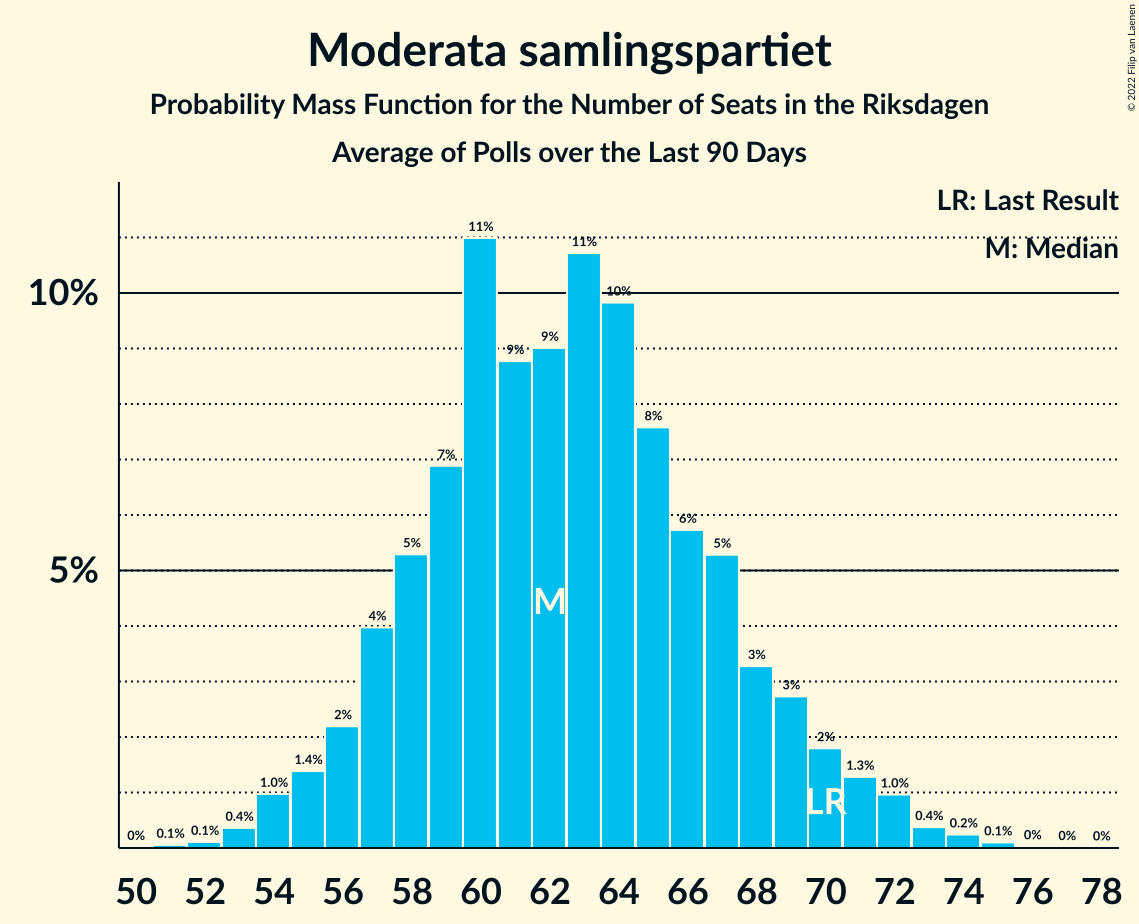 Moderata samlingspartiet
Probability Mass Function for the Number of Seats in the Riksdagen
Average of Polls over the Last 90 Days
© 2022 Filip van Laenen
LR: Last Result
M: Median
10%
5%
0% 0.1% 0.1% 0.4% 1.0% 1.4% 2% 4% 5% 7% 11% 9% 9% 11% 10% 8% 6% 5% 3% 3% 2% 1.3% 1.0% 0.4% 0.2% 0.1% 0% 0% 0%
M
LR
50 52 54 56 58 60 62 64 66 68 70 72 74 76 78